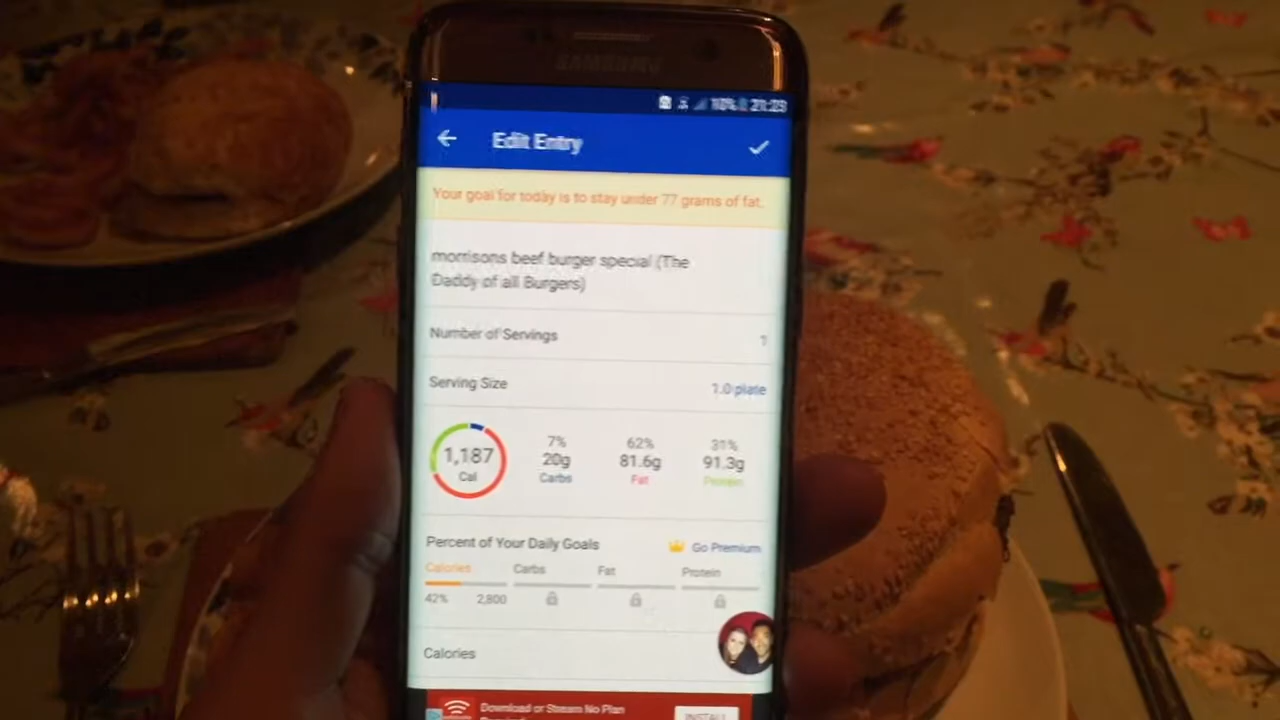 SAMSUNG
10% 21:23
Edit Entry
Your goal for today is to stay under 77 grams of fat.
morrisons beef burger special (The
Daddy of all Burgers)
Number of Servings 1
Serving Size 1.0 plate
7% 62% 31%
1,187 20g 81.6g 91.3g
Cal Carbs Fat Protein
Percent of Your Daily Goals Go Premium
Calories Carbs Fat Protein
42% 2,800
Calories
Download or Stream No Plan
INSTALL